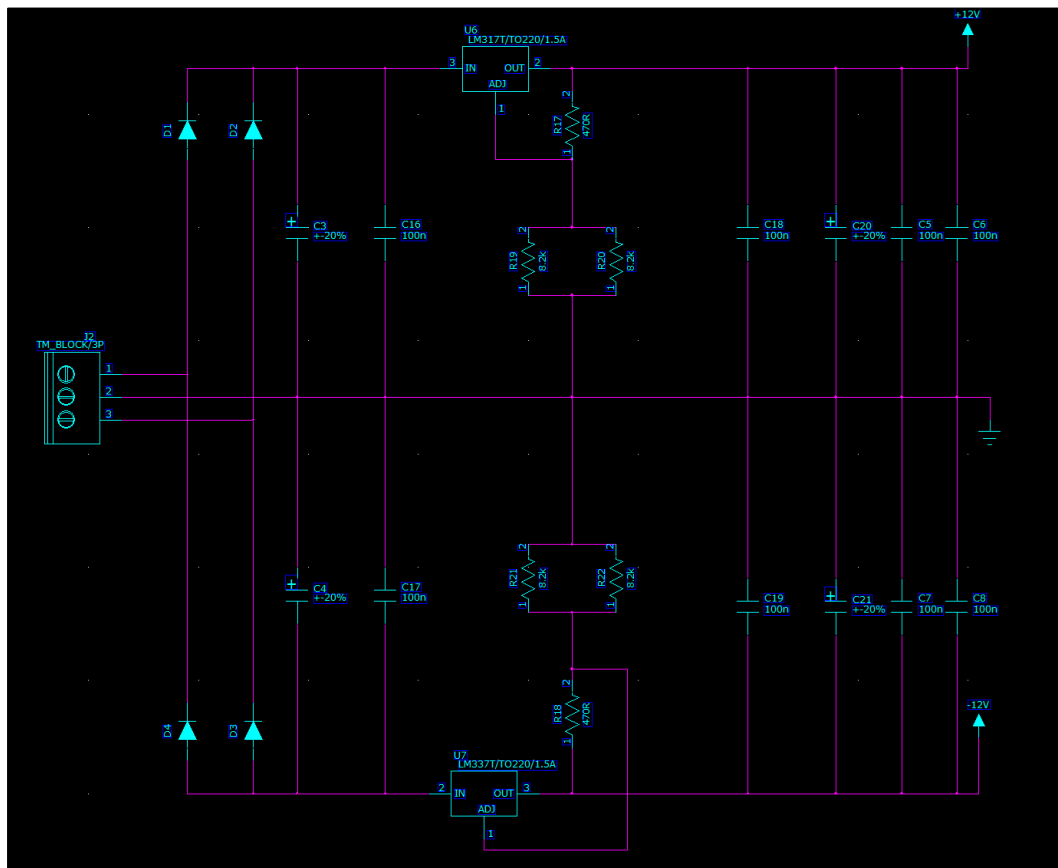 +12V
U6
LM317T/TO220/1.5A
3 IN OUT 2
ADJ
1
D1
D2
2
R17
470R
1
+
C3
+-20%
C16
100n
2
R19
8.2k
1
2
R20
8.2k
1
C18
100n
+
C20
+-20%
C5
100n
C6
100n
J2
TM_BLOCK/3P
1
2
3
+
C4
+-20%
C17
100n
2
R21
8.2k
1
2
R22
8.2k
1
C19
100n
+
C21
+-20%
C7
100n
C8
100n
D4
D3
2
R18
470R
1
-12V
U7
LM337T/TO220/1.5A
2 IN OUT 3
ADJ
1